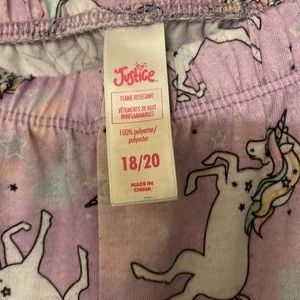 Justice
FLAME-RESISTANT
VÊTEMENTS DE NUIT
ININFLAMMABLES
100% polyester/
polyester
18/20
MADE IN
CHINA